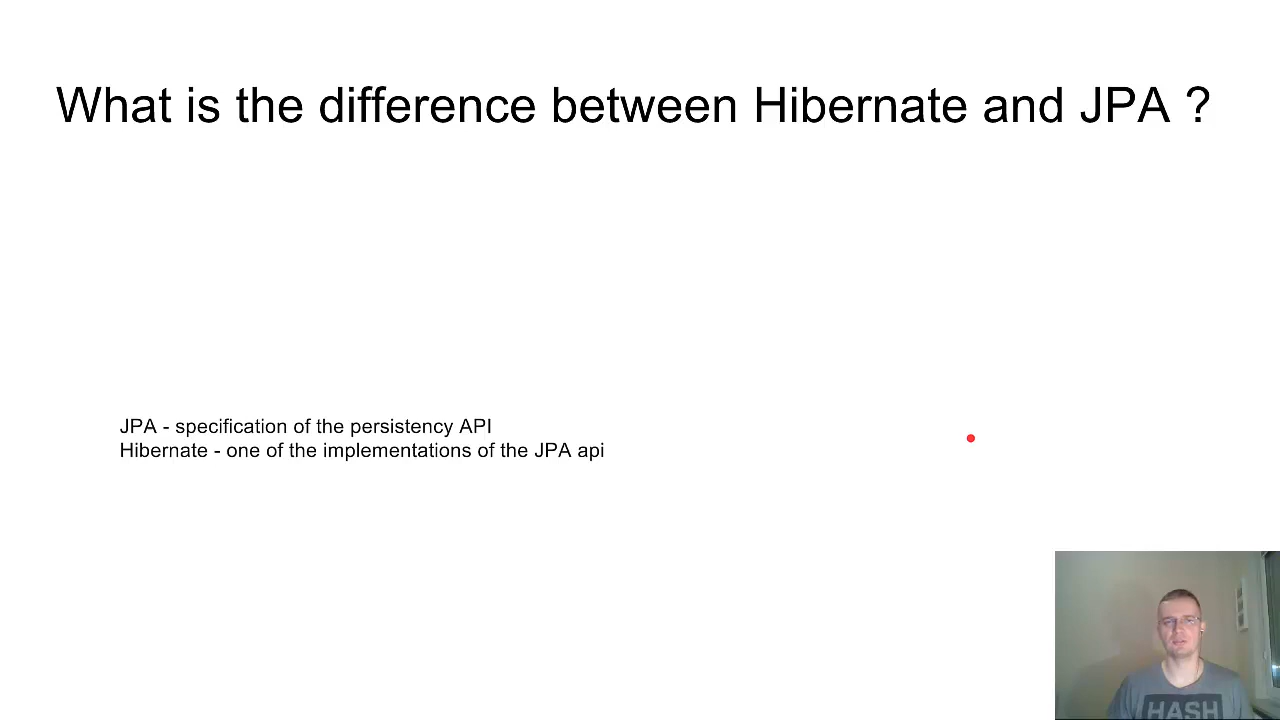 What is the difference between Hibernate and JPA ?
JPA - specification of the persistency API
Hibernate - one of the implementations of the JPA api
HASH